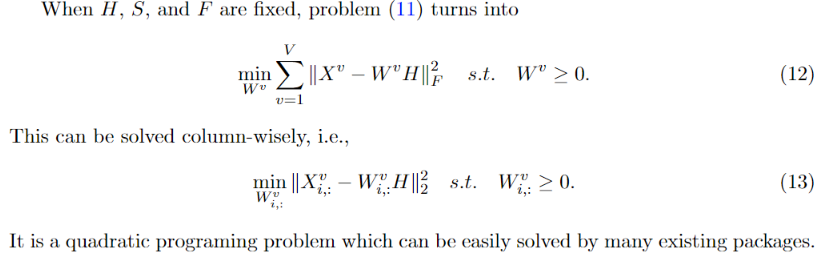 When H, S, and F are fixed, problem (11) turns into
\min_{W^v} \sum_{v=1}^{V} \|X^v - W^v H\|_F^2 \quad s.t. \quad W^v \geq 0. (12)
This can be solved column-wisely, i.e.,
\min_{W^v_{i,:}} \|X^v_{i,:} - W^v_{i,:} H\|_2^2 \quad s.t. \quad W^v_{i,:} \geq 0. (13)
It is a quadratic programing problem which can be easily solved by many existing packages.